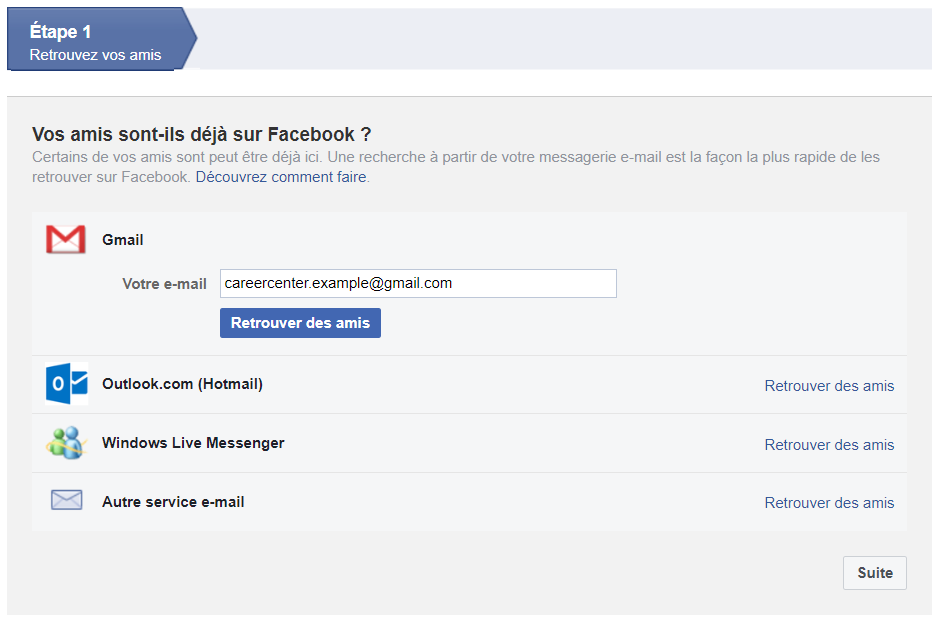 Étape 1
Retrouvez vos amis
Vos amis sont-ils déjà sur Facebook ?
Certains de vos amis sont peut être déjà ici. Une recherche à partir de votre messagerie e-mail est la façon la plus rapide de les
retrouver sur Facebook. Découvrez comment faire.
Gmail
Votre e-mail careercenter.example@gmail.com
Retrouver des amis
Outlook.com (Hotmail) Retrouver des amis
Windows Live Messenger Retrouver des amis
Autre service e-mail Retrouver des amis
Suite